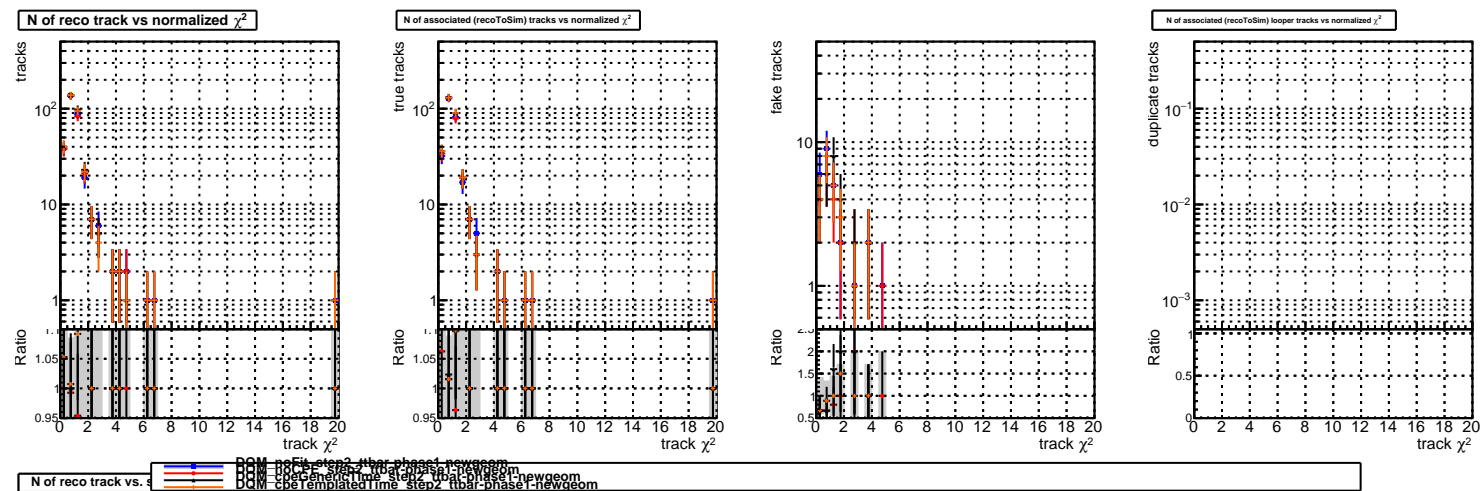 N of reco track vs normalized χ²
N of associated (recoToSim) tracks vs normalized χ²
N of associated (recoToSim) looper tracks vs normalized χ²
tracks
10²
10
1
Ratio
1.1
1.05
1
0.95
0 2 4 6 8 10 12 14 16 18 20
track χ²
true tracks
10²
10
1
Ratio
1.1
1.05
1
0.95
0 2 4 6 8 10 12 14 16 18 20
track χ²
fake tracks
10
1
Ratio
2.5
2
1.5
1
0.5
0 2 4 6 8 10 12 14 16 18 20
track χ²
duplicate tracks
10⁻¹
10⁻²
10⁻³
Ratio
1
0.5
0
0 2 4 6 8 10 12 14 16 18 20
track χ²
N of reco track vs. s
DQM_noFit_step2_ttbar-phase1-newgeom
DQM_noCPE_step2_ttbar-phase1-newgeom
DQM_cpeGenericTime_step2_ttbar-phase1-newgeom
DQM_cpeTemplatedTime_step2_ttbar-phase1-newgeom